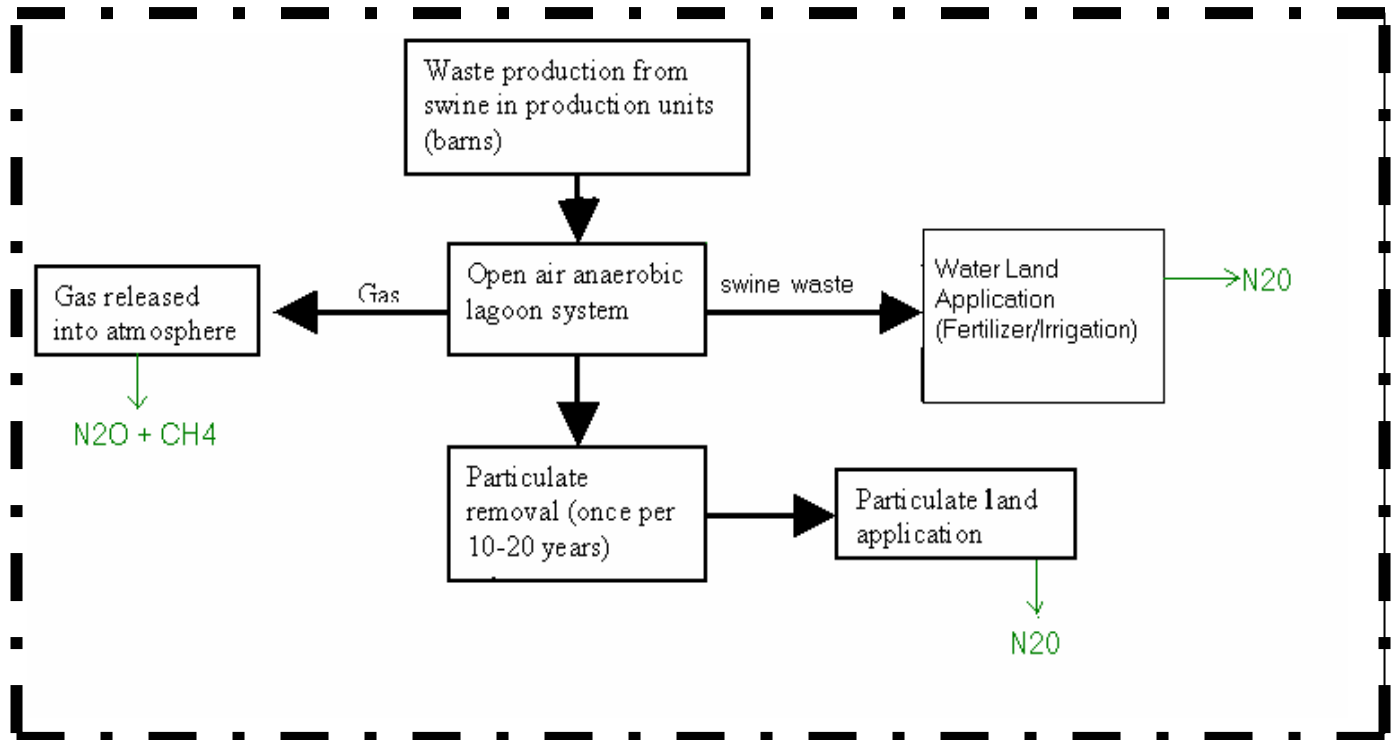 Waste production from
swine in production units
(barns)
Open air anaerobic
lagoon system
Gas
Gas released
into atmosphere
N2O + CH4
swine waste
Water Land
Application
(Fertilizer/Irrigation)
N20
Particulate
removal (once per
10-20 years)
Particulate land
application
N20